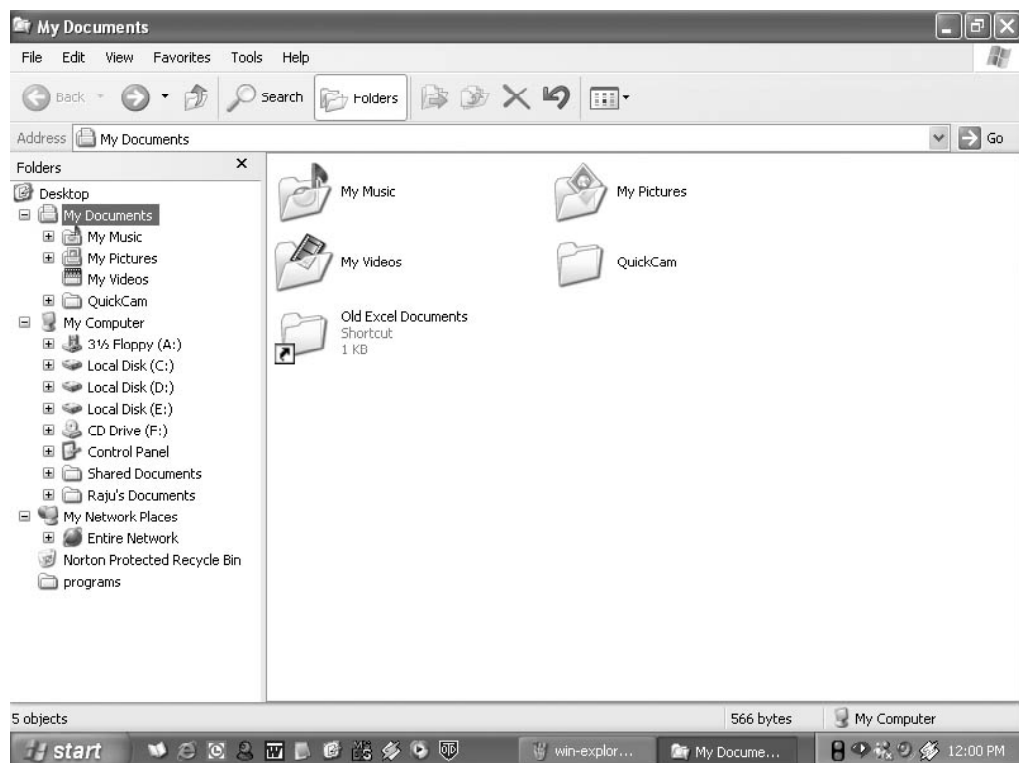 My Documents
File Edit View Favorites Tools Help
Back Search Folders
Address My Documents Go
Folders
Desktop
My Documents
My Music
My Pictures
My Videos
QuickCam
My Computer
3½ Floppy (A:)
Local Disk (C:)
Local Disk (D:)
Local Disk (E:)
CD Drive (F:)
Control Panel
Shared Documents
Raju's Documents
My Network Places
Entire Network
Norton Protected Recycle Bin
programs
My Music
My Pictures
My Videos
QuickCam
Old Excel Documents
Shortcut
1 KB
5 objects 566 bytes My Computer
start win-explor... My Docume... 12:00 PM